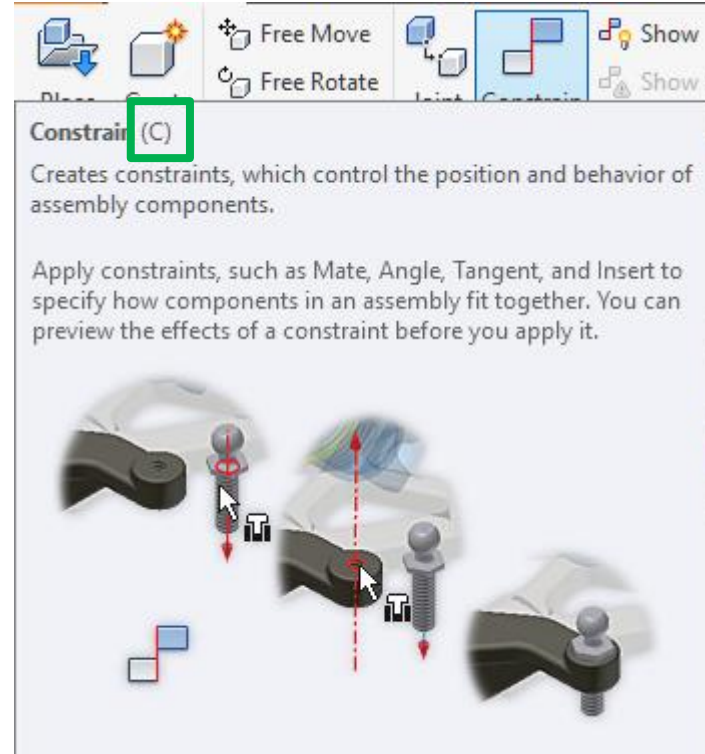 Free Move
Show
Free Rotate
Show
Constrain (C)
Creates constraints, which control the position and behavior of
assembly components.
Apply constraints, such as Mate, Angle, Tangent, and Insert to
specify how components in an assembly fit together. You can
preview the effects of a constraint before you apply it.